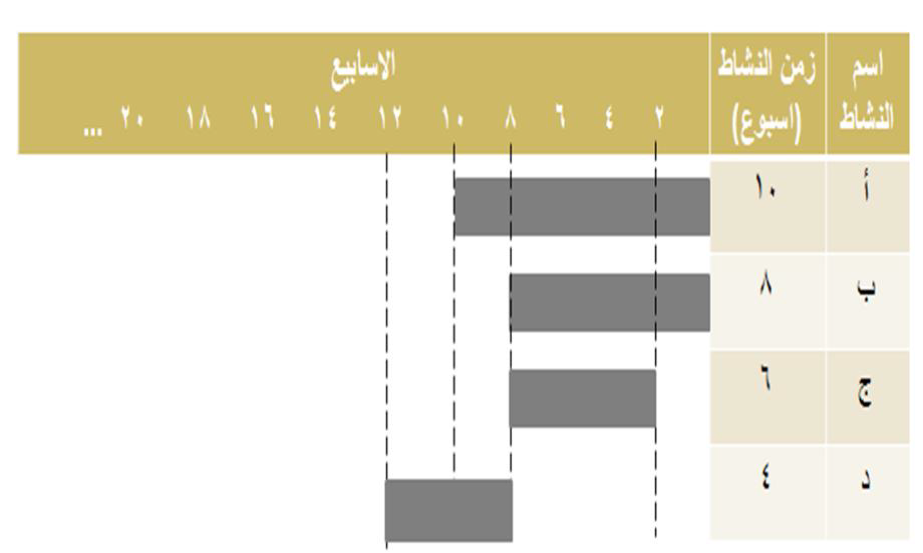 اسم النشاط
زمن النشاط (اسبوع)
الاسابيع
٢ ٤ ٦ ٨ ١٠ ١٢ ١٤ ١٦ ١٨ ٢٠ ...
أ ١٠
ب ٨
ج ٦
د ٤